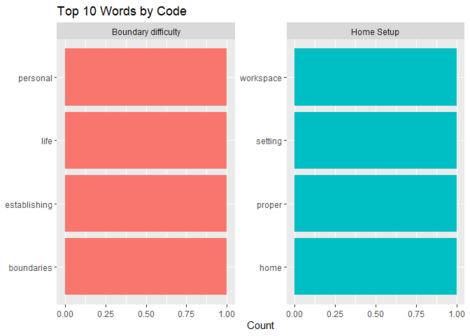 Top 10 Words by Code
Boundary difficulty
Home Setup
personal
life
establishing
boundaries
workspace
setting
proper
home
0.00 0.25 0.50 0.75 1.00
0.00 0.25 0.50 0.75 1.00
Count